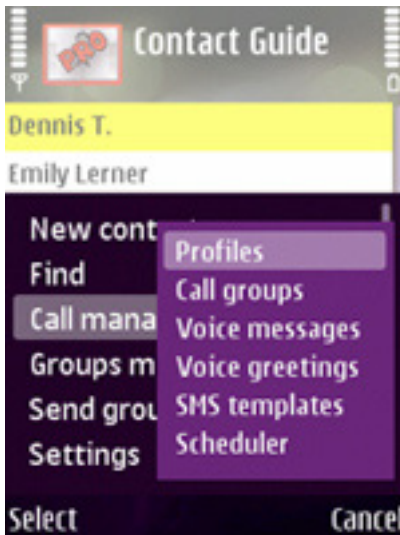 PRO
Contact Guide
Dennis T.
Emily Lerner
New cont
Find
Call mana
Groups m
Send grou
Settings
Profiles
Call groups
Voice messages
Voice greetings
SMS templates
Scheduler
Select
Cancel